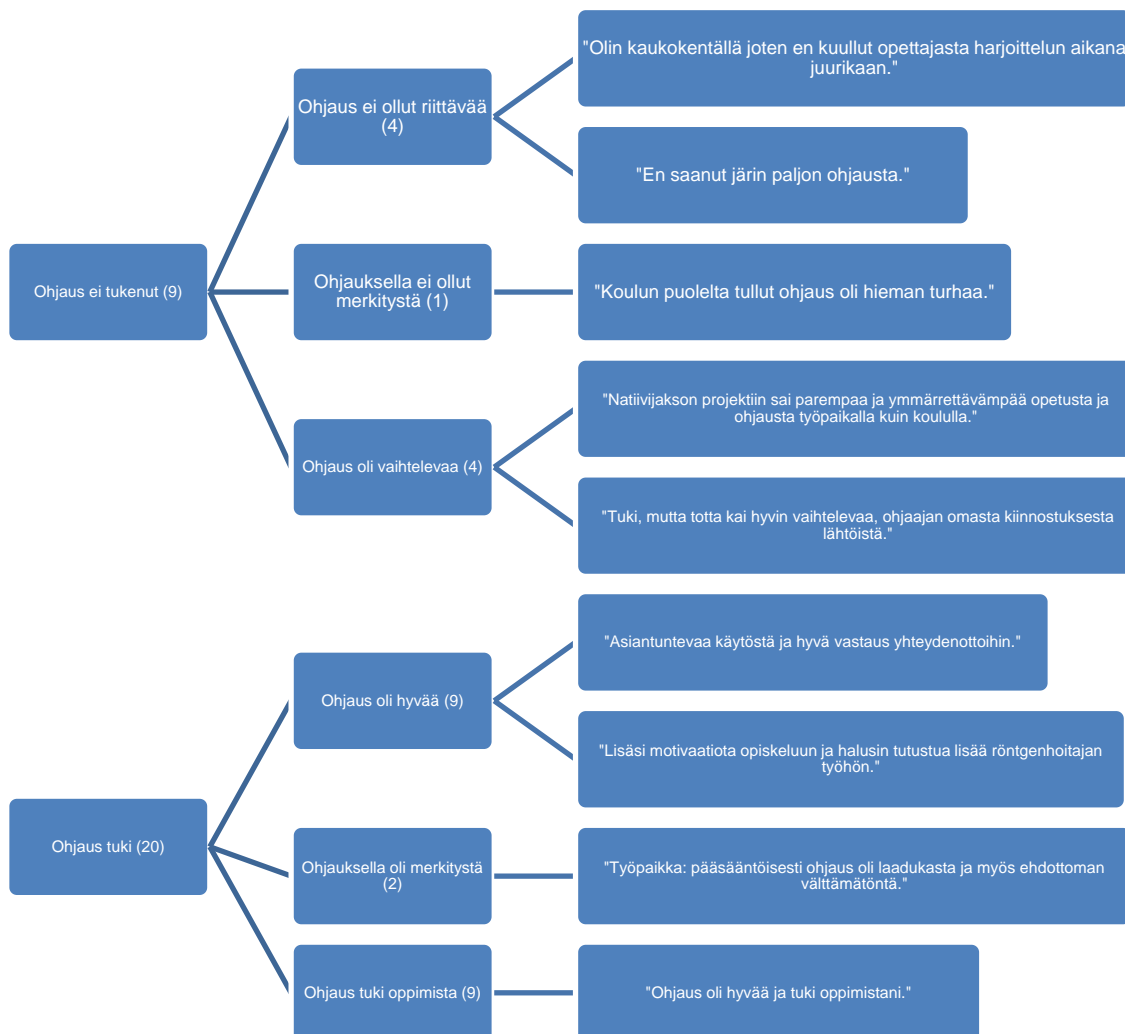 "Olin kaukokentällä joten en kuullut opettajasta harjoittelun aikana
juurikaan."
Ohjaus ei ollut riittävää
(4)
"En saanut järin paljon ohjausta."
Ohjaus ei tukenut (9)
Ohjauksella ei ollut
merkitystä (1)
"Koulun puolelta tullut ohjaus oli hieman turhaa."
"Natiivijakson projektiin sai parempaa ja ymmärrettävämpää opetusta ja
ohjausta työpaikalla kuin koululla."
Ohjaus oli vaihtelevaa (4)
"Tuki, mutta totta kai hyvin vaihtelevaa, ohjaajan omasta kiinnostuksesta
lähtöistä."
"Asiantuntevaa käytöstä ja hyvä vastaus yhteydenottoihin."
Ohjaus oli hyvää (9)
"Lisäsi motivaatiota opiskeluun ja halusin tutustua lisää röntgenhoitajan
työhön."
Ohjaus tuki (20)
Ohjauksella oli merkitystä
(2)
"Työpaikka: pääsääntöisesti ohjaus oli laadukasta ja myös ehdottoman
välttämätöntä."
Ohjaus tuki oppimista (9)
"Ohjaus oli hyvää ja tuki oppimistani."